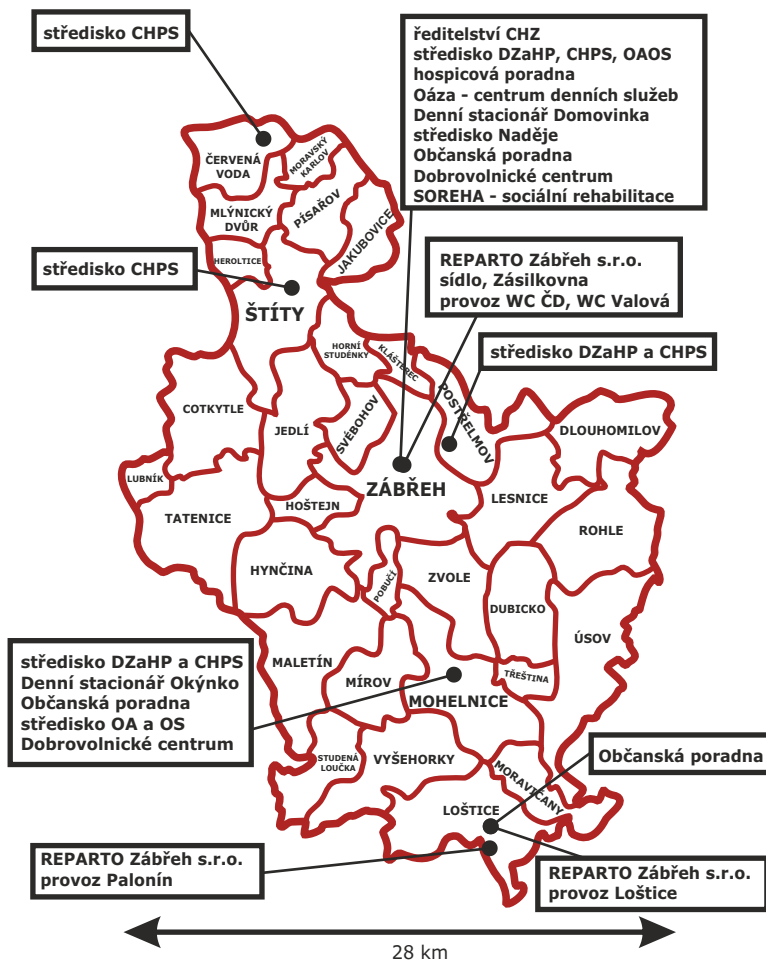 středisko CHPS
ředitelství CHZ
středisko DZaHP, CHPS, OAOS
hospicová poradna
Oáza - centrum denních služeb
Denní stacionář Domovinka
středisko Naděje
Občanská poradna
Dobrovolnické centrum
SOREHA - sociální rehabilitace
ČERVENÁ
VODA
MORAVSKÝ
KARLOV
MLÝNICKÝ
DVŮR
PÍSAŘOV
JAKUBOVICE
HEROLTICE
středisko CHPS
ŠTÍTY
REPARTO Zábřeh s.r.o.
sídlo, Zásilkovna
provoz WC ČD, WC Valová
středisko DZaHP a CHPS
HORNÍ
STUDÉNKY
KLÁŠTEREC
POSTŘELMOV
COTKYTLE
JEDLÍ
SVÉBOHOV
DLOUHOMILOV
LUBNÍK
ZÁBŘEH
LESNICE
TATENICE
HOŠTEJN
ROHLE
HYNČINA
POBUČÍ
ZVOLE
DUBICKO
ÚSOV
středisko DZaHP a CHPS
Denní stacionář Okýnko
Občanská poradna
středisko OA a OS
Dobrovolnické centrum
MALETÍN
MÍROV
MOHELNICE
TŘEŠTINA
STUDENÁ
LOUČKA
VYŠEHORKY
MORAVIČANY
Občanská poradna
LOŠTICE
REPARTO Zábřeh s.r.o.
provoz Palonín
REPARTO Zábřeh s.r.o.
provoz Loštice
28 km